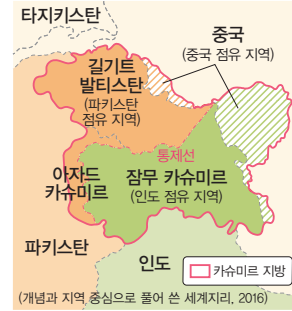 타지키스탄
중국
(중국 점유 지역)
길기트
발티스탄
(파키스탄
점유 지역)
통제선
아자드
카슈미르
잠무 카슈미르
(인도 점유 지역)
파키스탄
인도
카슈미르 지방
(개념과 지역 중심으로 풀어 쓴 세계지리, 2016)